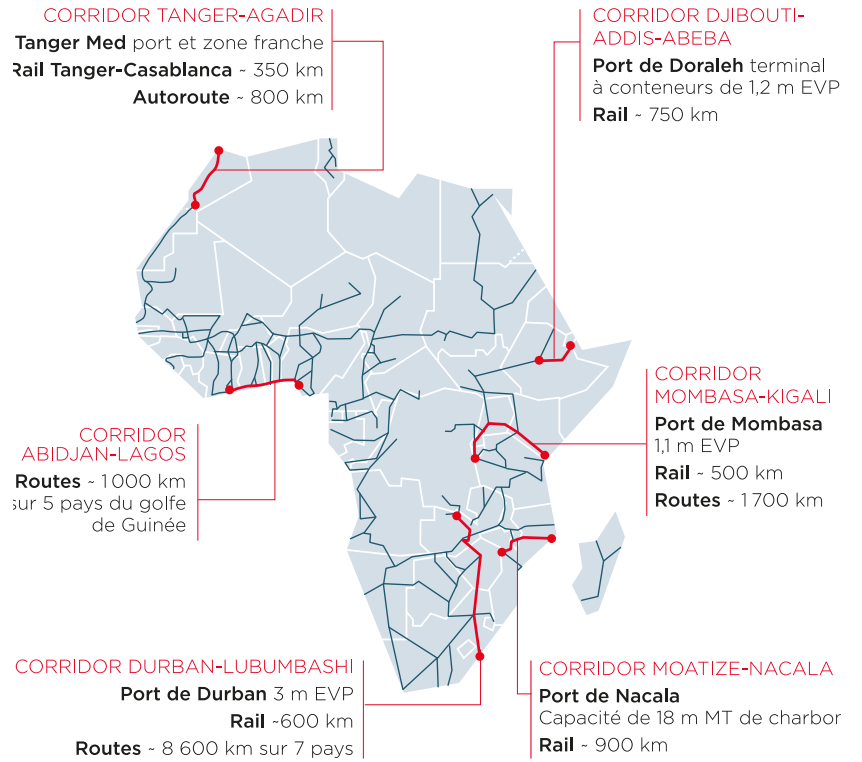 CORRIDOR TANGER-AGADIR
Tanger Med port et zone franche
Rail Tanger-Casablanca ~ 350 km
Autoroute ~ 800 km
CORRIDOR DJIBOUTI-
ADDIS-ABEBA
Port de Doraleh terminal
à conteneurs de 1,2 m EVP
Rail ~ 750 km
CORRIDOR
MOMBASA-KIGALI
Port de Mombasa
1,1 m EVP
Rail ~ 500 km
Routes ~ 1 700 km
CORRIDOR
ABIDJAN-LAGOS
Routes ~ 1 000 km
sur 5 pays du golfe
de Guinée
CORRIDOR DURBAN-LUBUMBASHI
Port de Durban 3 m EVP
Rail ~600 km
Routes ~ 8 600 km sur 7 pays
CORRIDOR MOATIZE-NACALA
Port de Nacala
Capacité de 18 m MT de charbor
Rail ~ 900 km